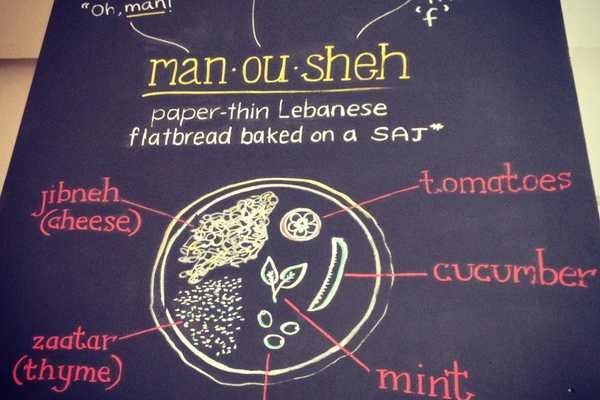 "Oh, man!
'f'
man·ou·sheh
paper-thin Lebanese
flatbread baked on a SAJ*
jibneh
(cheese)
tomatoes
cucumber
zaatar
(thyme)
mint